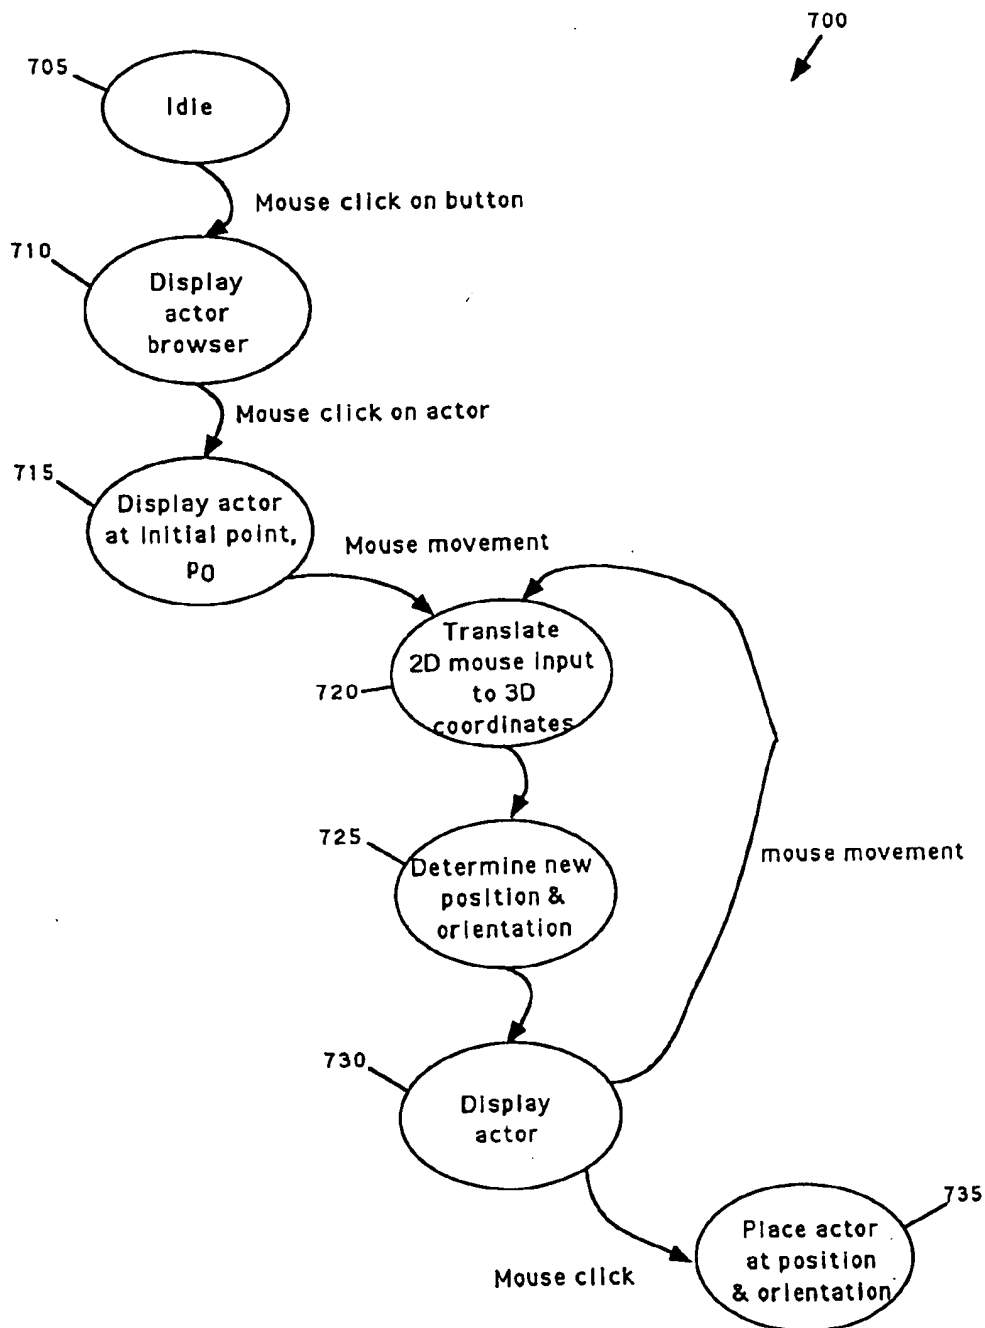 700
705
Idle
Mouse click on button
710
Display
actor
browser
Mouse click on actor
715
Display actor
at initial point,
p0
Mouse movement
Translate
2D mouse input
to 3D
coordinates
720
725
Determine new
position &
orientation
mouse movement
730
Display
actor
735
Place actor
at position
& orientation
Mouse click